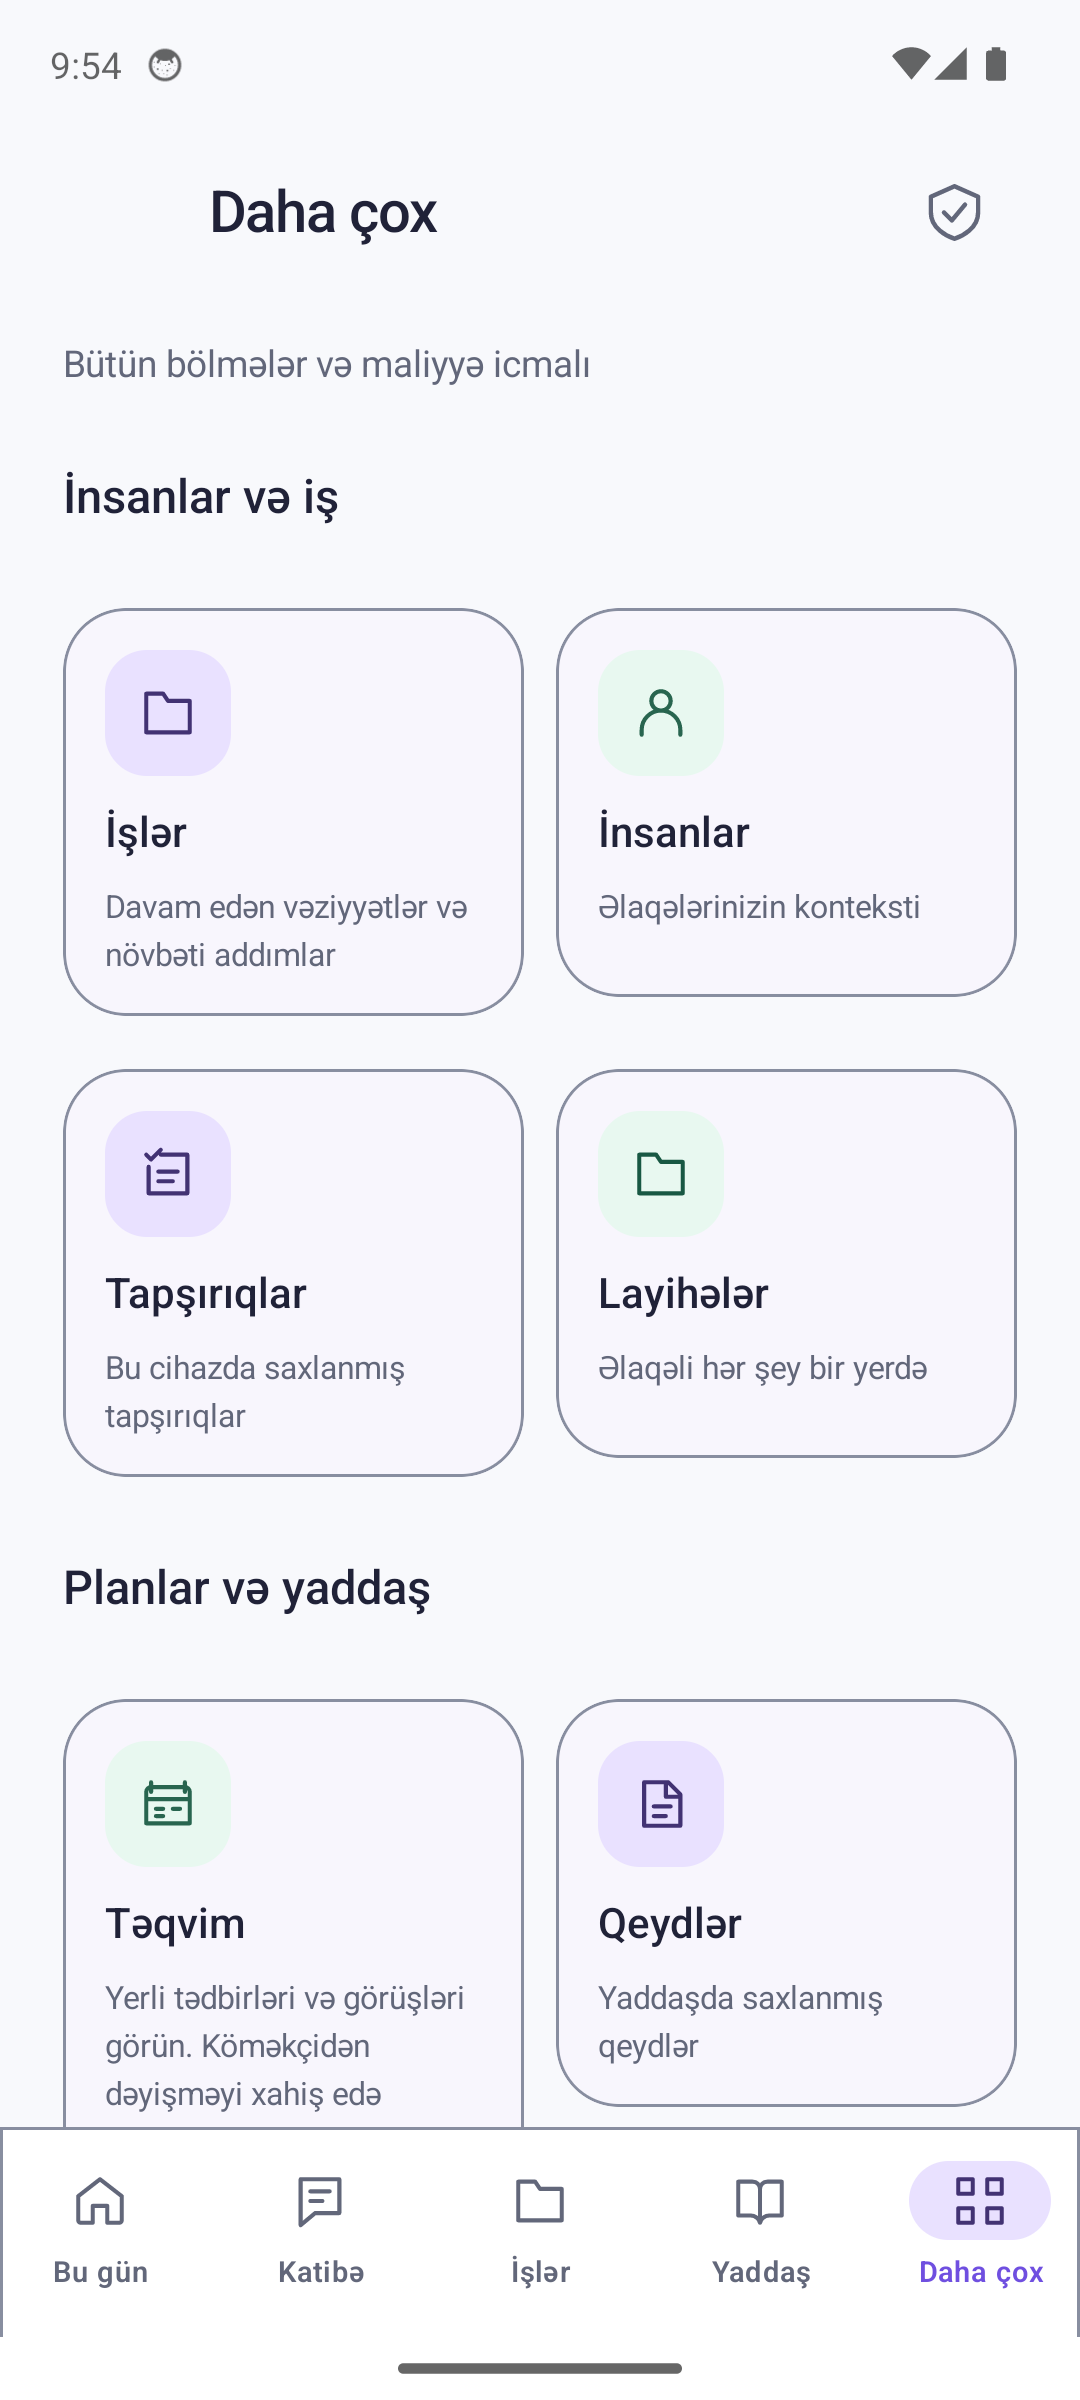 9:54
Daha çox
Bütün bölmələr və maliyyə icmalı
İnsanlar və iş
İşlər
Davam edən vəziyyətlər və
növbəti addımlar
İnsanlar
Əlaqələrinizin konteksti
Tapşırıqlar
Bu cihazda saxlanmış
tapşırıqlar
Layihələr
Əlaqəli hər şey bir yerdə
Planlar və yaddaş
Təqvim
Yerli tədbirləri və görüşləri
görün. Köməkçidən
dəyişməyi xahiş edə
Qeydlər
Yaddaşda saxlanmış
qeydlər
Bu gün
Katibə
İşlər
Yaddaş
Daha çox